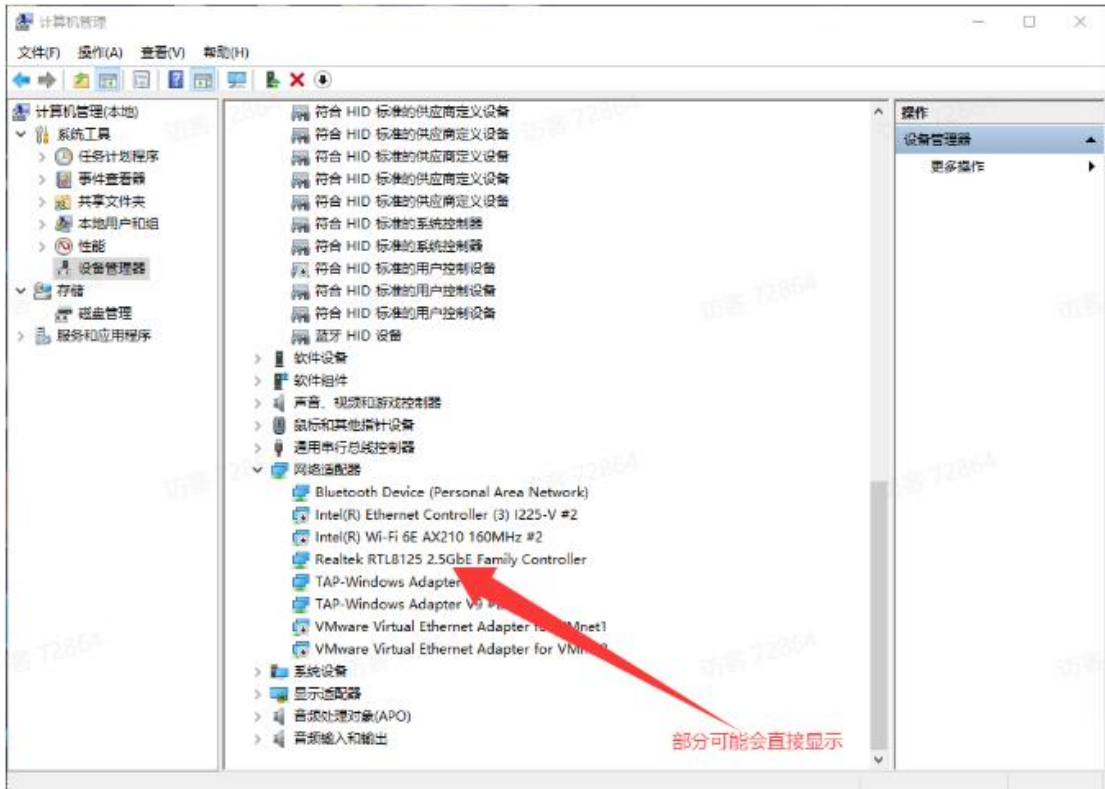 计算机管理
文件(F) 操作(A) 查看(V) 帮助(H)
计算机管理(本地)
系统工具
任务计划程序
事件查看器
共享文件夹
本地用户和组
性能
设备管理器
存储
磁盘管理
服务和应用程序
符合 HID 标准的供应商定义设备
符合 HID 标准的供应商定义设备
符合 HID 标准的供应商定义设备
符合 HID 标准的供应商定义设备
符合 HID 标准的供应商定义设备
符合 HID 标准的系统控制器
符合 HID 标准的系统控制器
符合 HID 标准的用户控制设备
符合 HID 标准的用户控制设备
符合 HID 标准的用户控制设备
蓝牙 HID 设备
软件设备
软件组件
声音、视频和游戏控制器
鼠标和其他指针设备
通用串行总线控制器
网络适配器
Bluetooth Device (Personal Area Network)
Intel(R) Ethernet Controller (3) I225-V #2
Intel(R) Wi-Fi 6E AX210 160MHz #2
Realtek RTL8125 2.5GbE Family Controller
TAP-Windows Adapter
TAP-Windows Adapter V9
VMware Virtual Ethernet Adapter for VMnet1
VMware Virtual Ethernet Adapter for
系统设备
显示适配器
音频处理对象(APO)
音频输入和输出
部分可能会直接显示
操作
设备管理器
更多操作
访客 72864